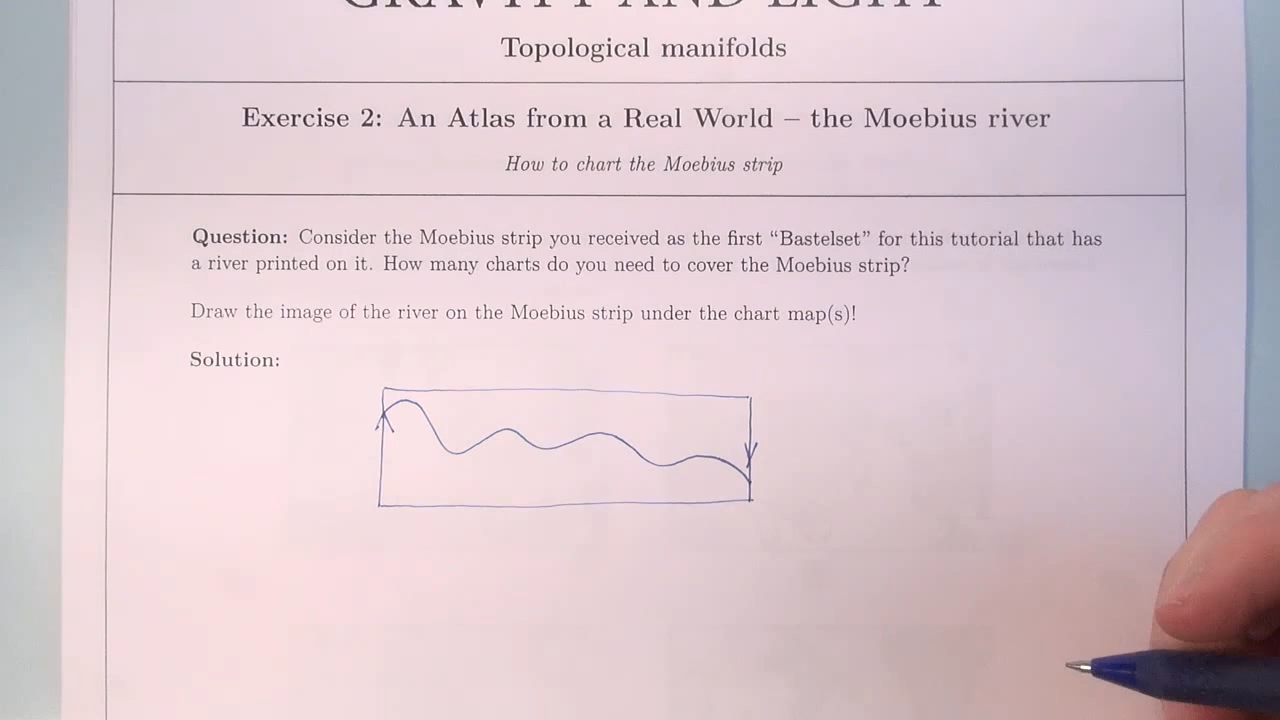 GRAVITY AND LIGHT
Topological manifolds
Exercise 2: An Atlas from a Real World – the Moebius river
How to chart the Moebius strip
Question: Consider the Moebius strip you received as the first “Bastelset” for this tutorial that has
a river printed on it. How many charts do you need to cover the Moebius strip?
Draw the image of the river on the Moebius strip under the chart map(s)!
Solution: